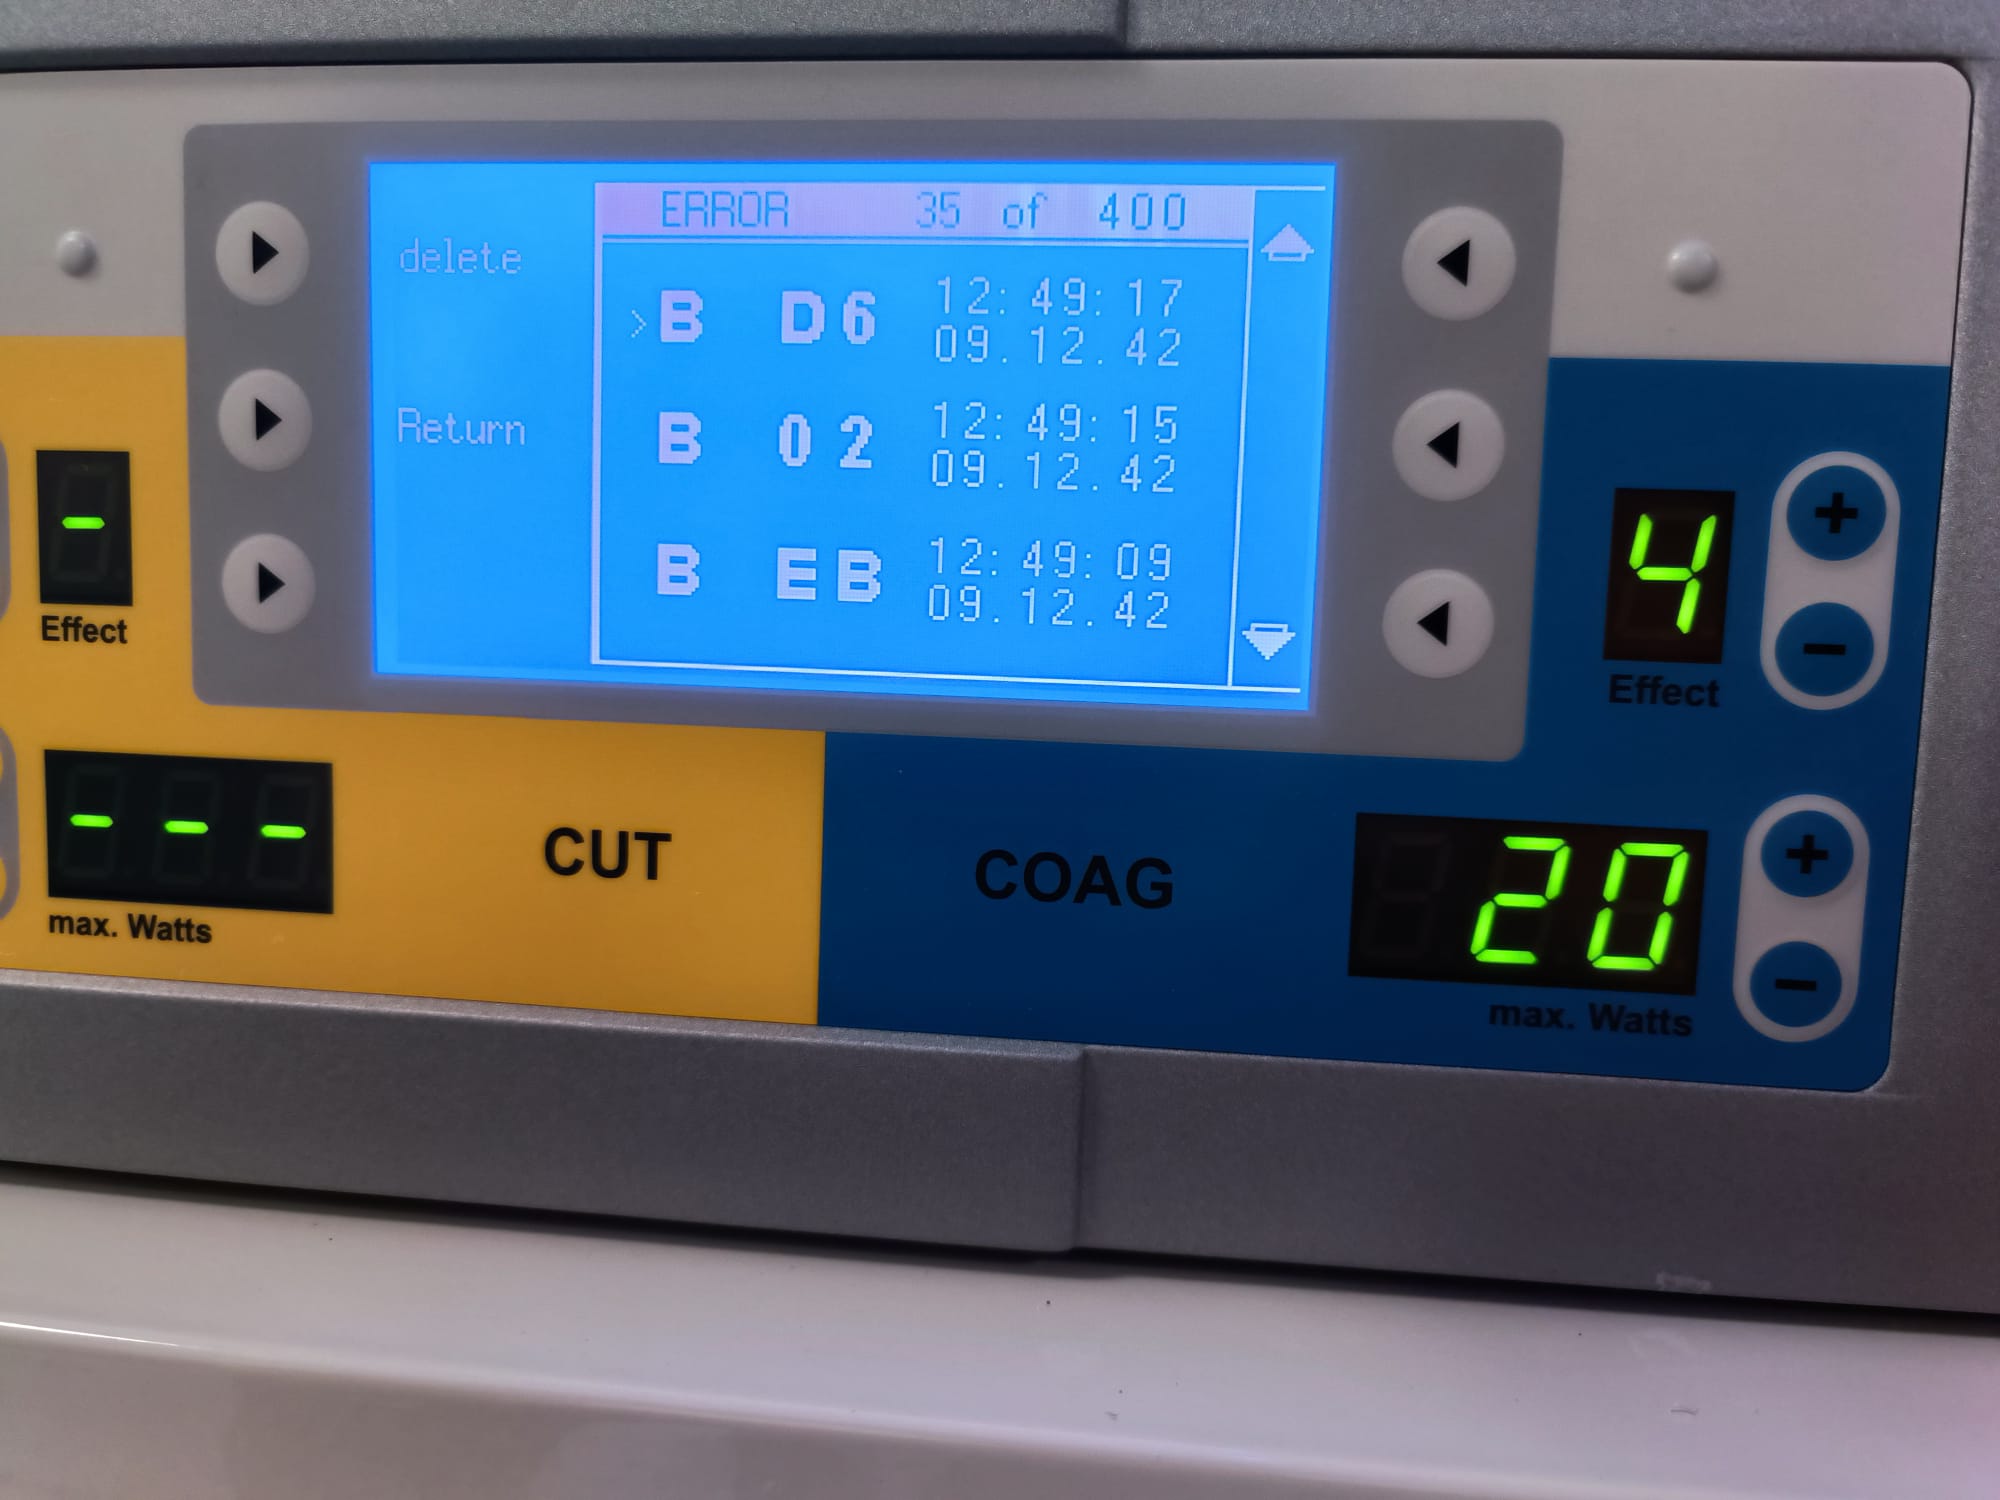 ERROR 35 of 400
delete
>B D6 12:49:17
09.12.42
Return
B 02 12:49:15
09.12.42
B EB 12:49:09
09.12.42
-
Effect
4
Effect
+
-
- - -
max. Watts
CUT
COAG
20
max. Watts
+
-